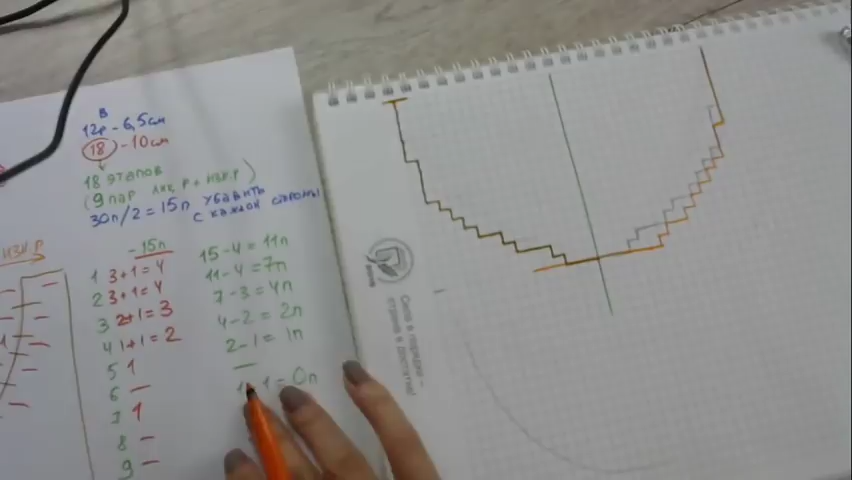 В
12р - 6,5см
18 - 10см
18 этапов
(9 пар лиц.р + изн.р)
30п/2 = 15п убавить
с каждой стороны
изн.р
-15п
1 3+1=4
2 3+1=4
3 2+1=3
4 1+1=2
5 1
6 —
7 1
8 —
9 —
15-4=11п
11-4=7п
7-3=4п
4-2=2п
2-1=1п
—
1-1=0п
Сила в порядке –